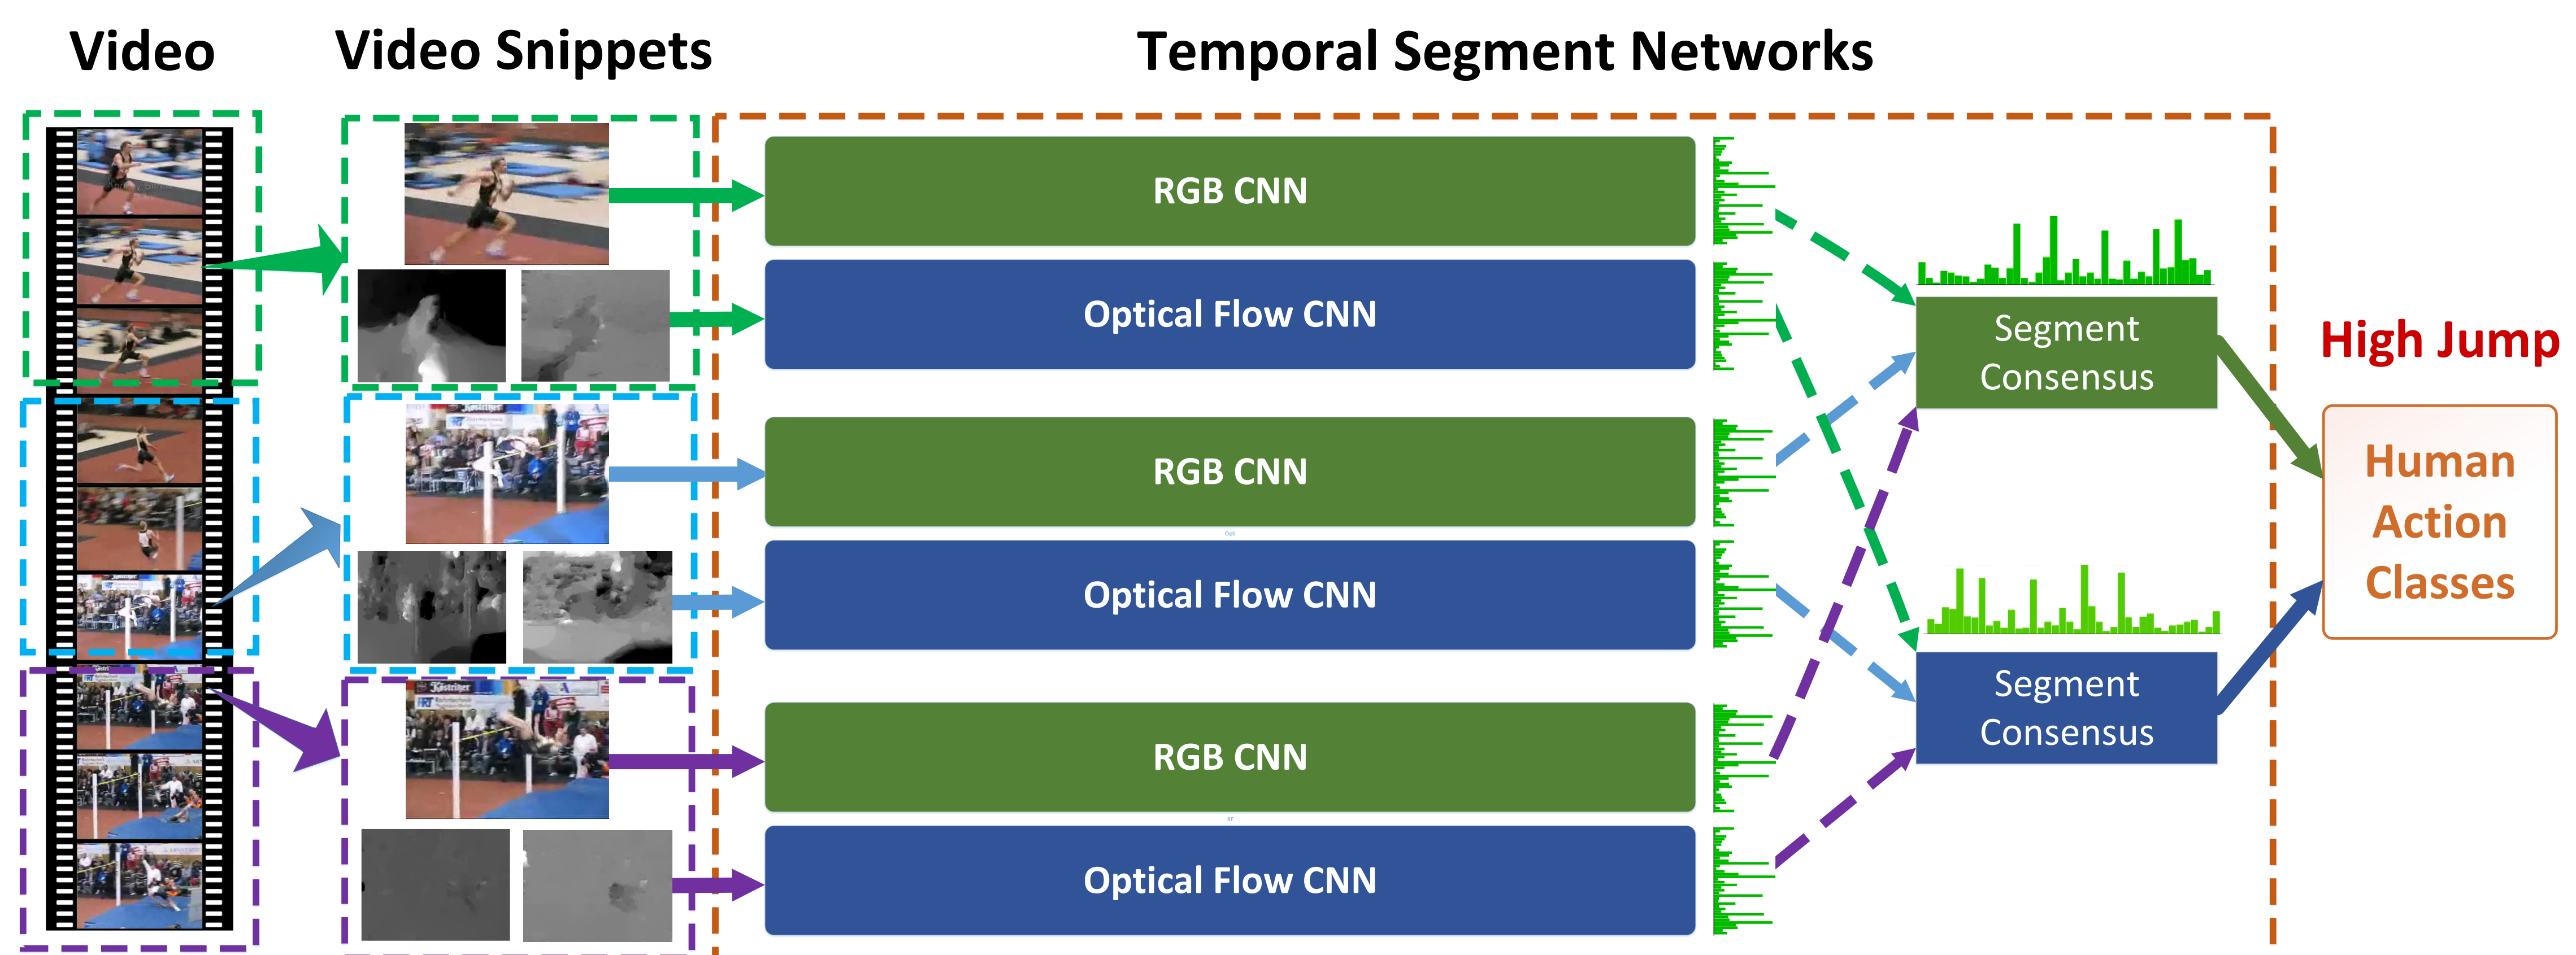 Video
Video Snippets
Temporal Segment Networks
RGB CNN
Optical Flow CNN
Segment
Consensus
High Jump
RGB CNN
Opti
Optical Flow CNN
Human
Action
Classes
Segment
Consensus
RGB CNN
Optical Flow CNN